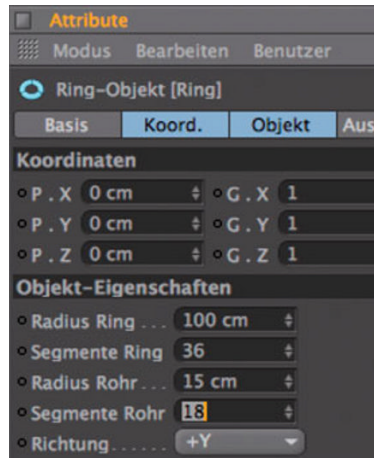 Attribute
Modus Bearbeiten Benutzer
Ring-Objekt [Ring]
Basis Koord. Objekt Aus
Koordinaten
P . X 0 cm G . X 1
P . Y 0 cm G . Y 1
P . Z 0 cm G . Z 1
Objekt-Eigenschaften
Radius Ring . . . 100 cm
Segmente Ring 36
Radius Rohr . . . 15 cm
Segmente Rohr 18
Richtung . . . . . . +Y